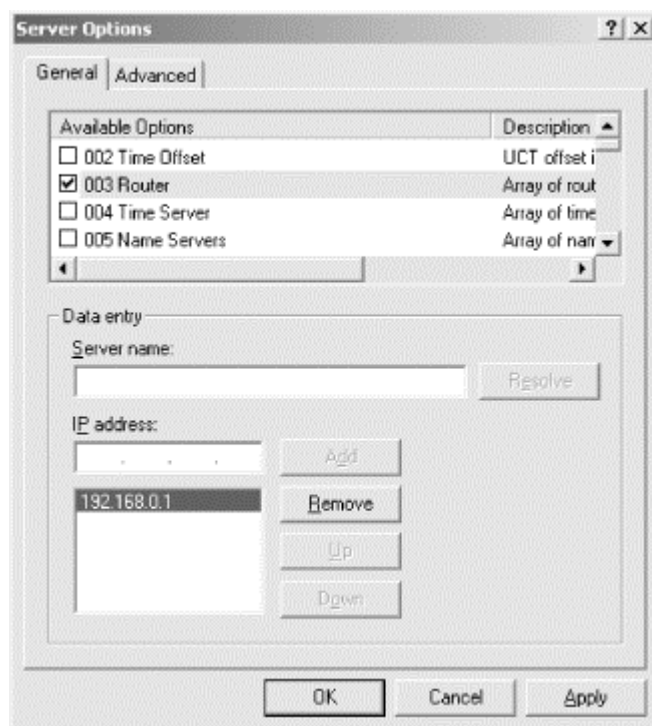 Server Options
General Advanced
Available Options Description
002 Time Offset UCT offset i
003 Router Array of rout
004 Time Server Array of time
005 Name Servers Array of nan
Data entry
Server name:
Resolve
IP address:
Add
192.168.0.1 Remove
Up
Down
OK Cancel Apply